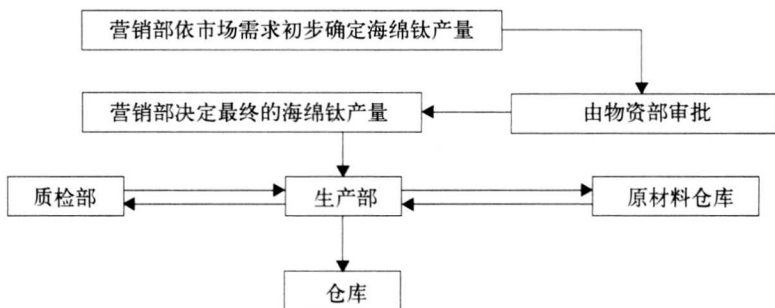 营销部依市场需求初步确定海绵钛产量
营销部决定最终的海绵钛产量
由物资部审批
质检部
生产部
原材料仓库
仓库